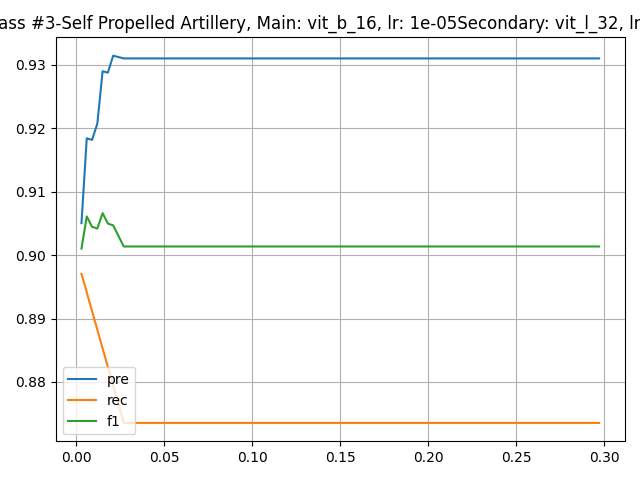 ass #3-Self Propelled Artillery, Main: vit_b_16, lr: 1e-05Secondary: vit_l_32, lr
0.93
0.92
0.91
0.90
0.89
0.88
pre
rec
f1
0.00 0.05 0.10 0.15 0.20 0.25 0.30